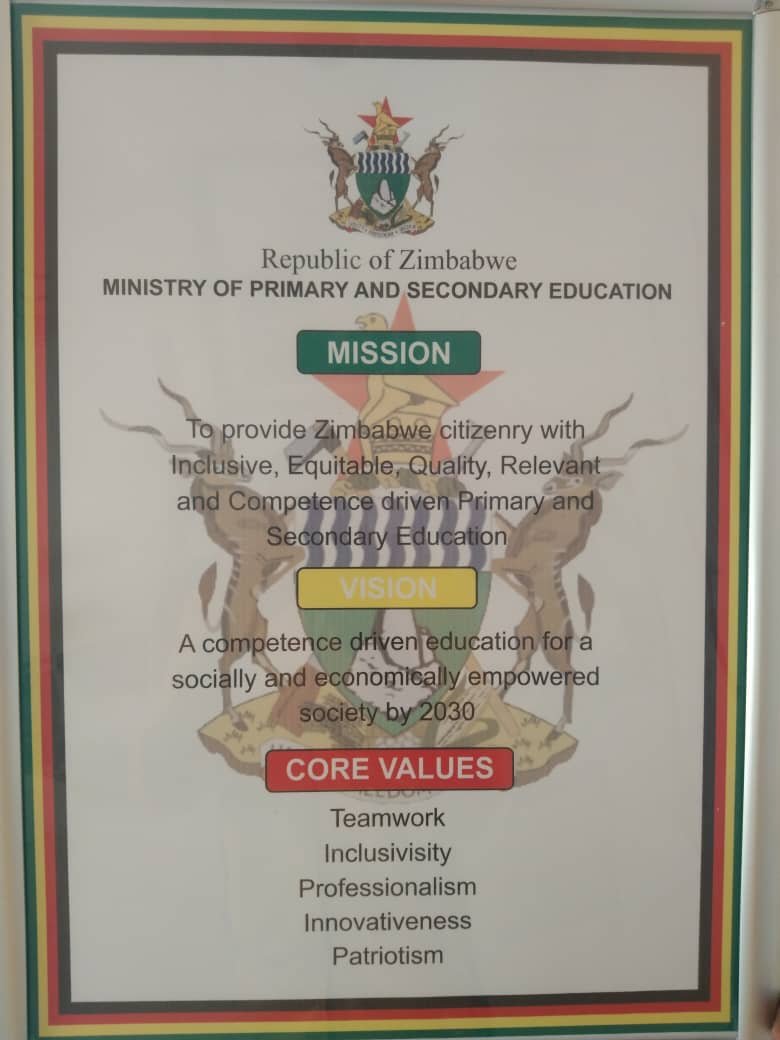 Republic of Zimbabwe
MINISTRY OF PRIMARY AND SECONDARY EDUCATION
MISSION
To provide Zimbabwe citizenry with
Inclusive, Equitable, Quality, Relevant
and Competence driven Primary and
Secondary Education
VISION
A competence driven education for a
socially and economically empowered
society by 2030
CORE VALUES
Teamwork
Inclusivisity
Professionalism
Innovativeness
Patriotism